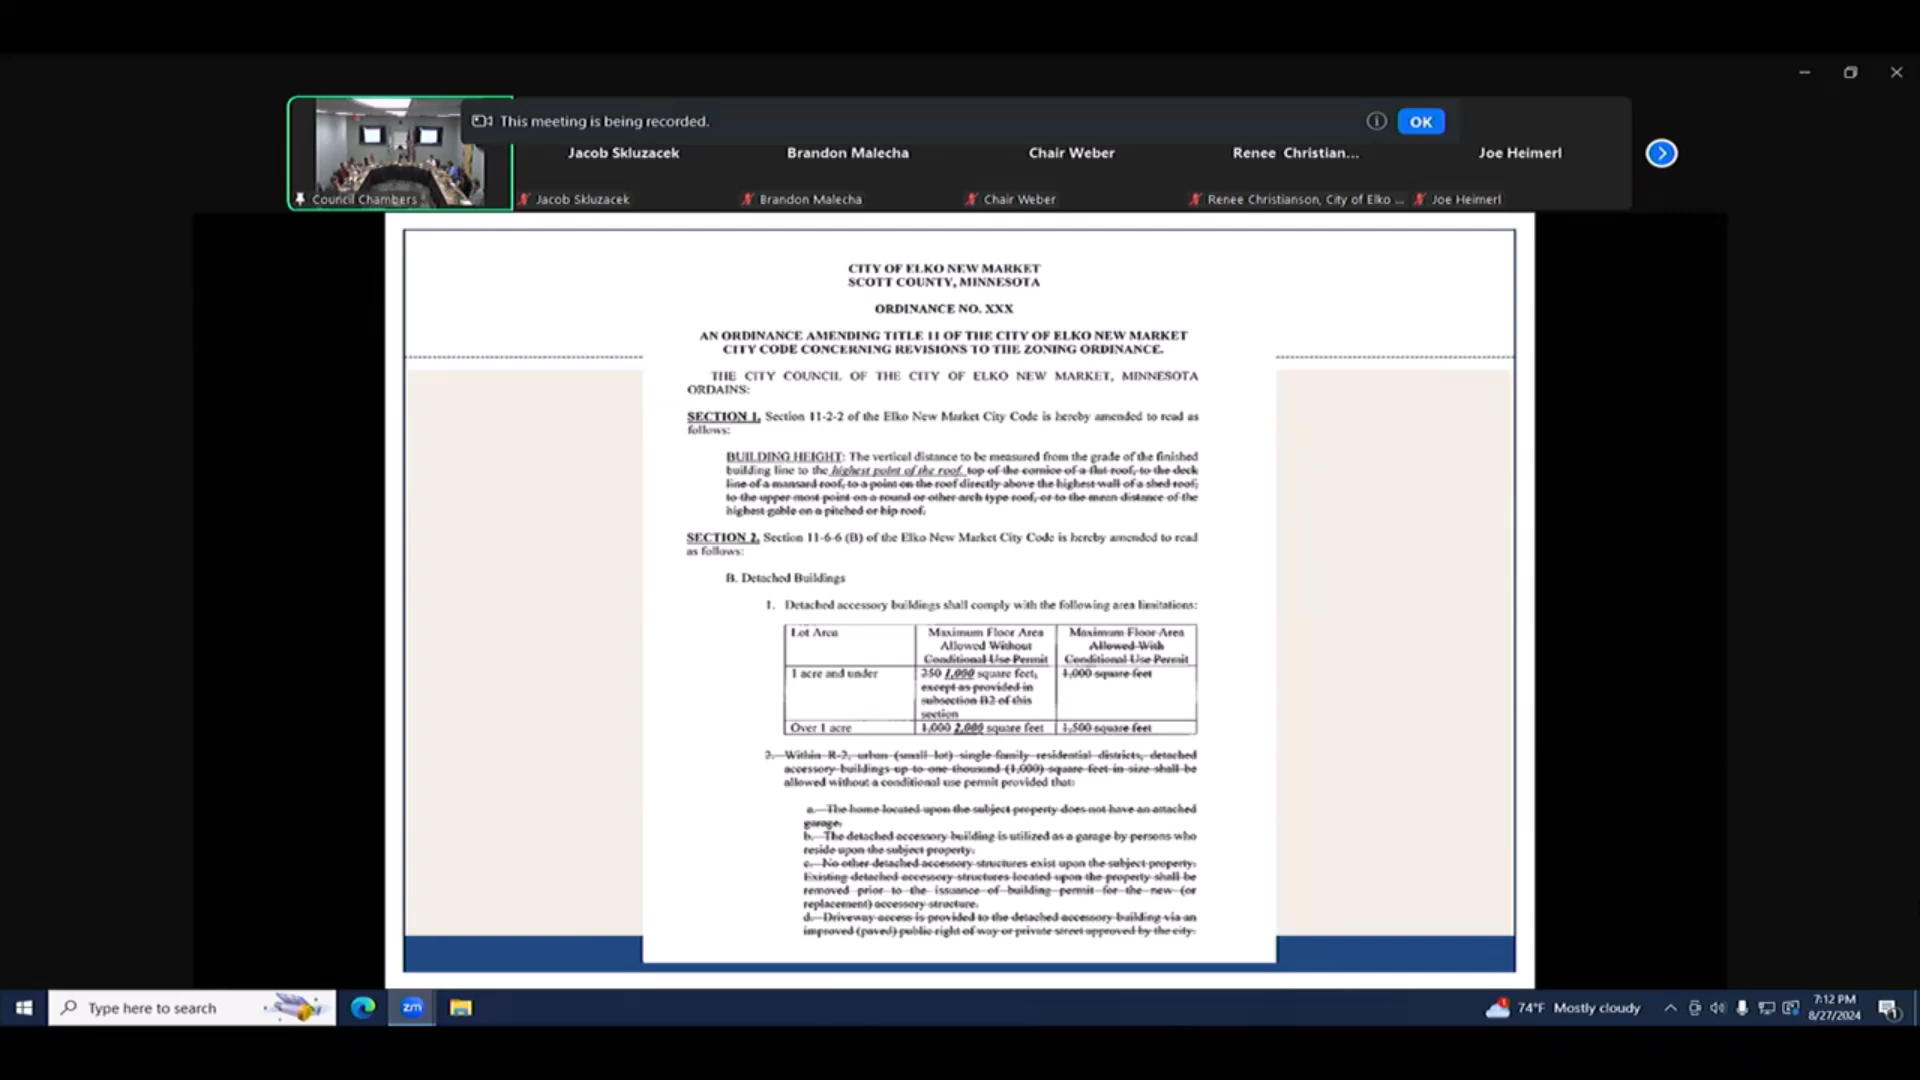 This meeting is being recorded.
OK
Jacob Skluzacek
Brandon Malecha
Chair Weber
Renee Christian...
Joe Heimerl
Council Chambers
Jacob Skluzacek
Brandon Malecha
Chair Weber
Renee Christianson, City of Elko ...
Joe Heimerl
CITY OF ELKO NEW MARKET
SCOTT COUNTY, MINNESOTA
ORDINANCE NO. XXX
AN ORDINANCE AMENDING TITLE 11 OF THE CITY OF ELKO NEW MARKET
CITY CODE CONCERNING REVISIONS TO THE ZONING ORDINANCE.
THE CITY COUNCIL OF THE CITY OF ELKO NEW MARKET, MINNESOTA
ORDAINS:
SECTION 1. Section 11-2-2 of the Elko New Market City Code is hereby amended to read as
follows:
BUILDING HEIGHT: The vertical distance to be measured from the grade of the finished
building line to the highest point of the roof. top of the cornice of a flat roof, to the deck
line of a mansard roof, to a point on the roof directly above the highest wall of a shed roof,
to the upper most point on a round or other arch type roof, or to the mean distance of the
highest gable on a pitched or hip roof.
SECTION 2. Section 11-6-6 (B) of the Elko New Market City Code is hereby amended to read
as follows:
B. Detached Buildings
1. Detached accessory buildings shall comply with the following area limitations:
Lot Area
Maximum Floor Area
Allowed Without
Conditional Use Permit
Maximum Floor Area
Allowed With
Conditional Use Permit
1 acre and under
250 1,000 square feet,
except as provided in
subsection B2 of this
section
1,000 square feet
Over 1 acre
1,000 2,000 square feet
1,500 square feet
2. Within R-2, urban (small lot) single family residential districts, detached
accessory buildings up to one thousand (1,000) square feet in size shall be
allowed without a conditional use permit provided that:
a. The home located upon the subject property does not have an attached
garage.
b. The detached accessory building is utilized as a garage by persons who
reside upon the subject property.
c. No other detached accessory structures exist upon the subject property.
Existing detached accessory structures located upon the property shall be
removed prior to the issuance of building permit for the new (or
replacement) accessory structure.
d. Driveway access is provided to the detached accessory building via an
improved (paved) public right of way or private street approved by the city.
Type here to search
zm
74°F Mostly cloudy
7:12 PM
8/27/2024